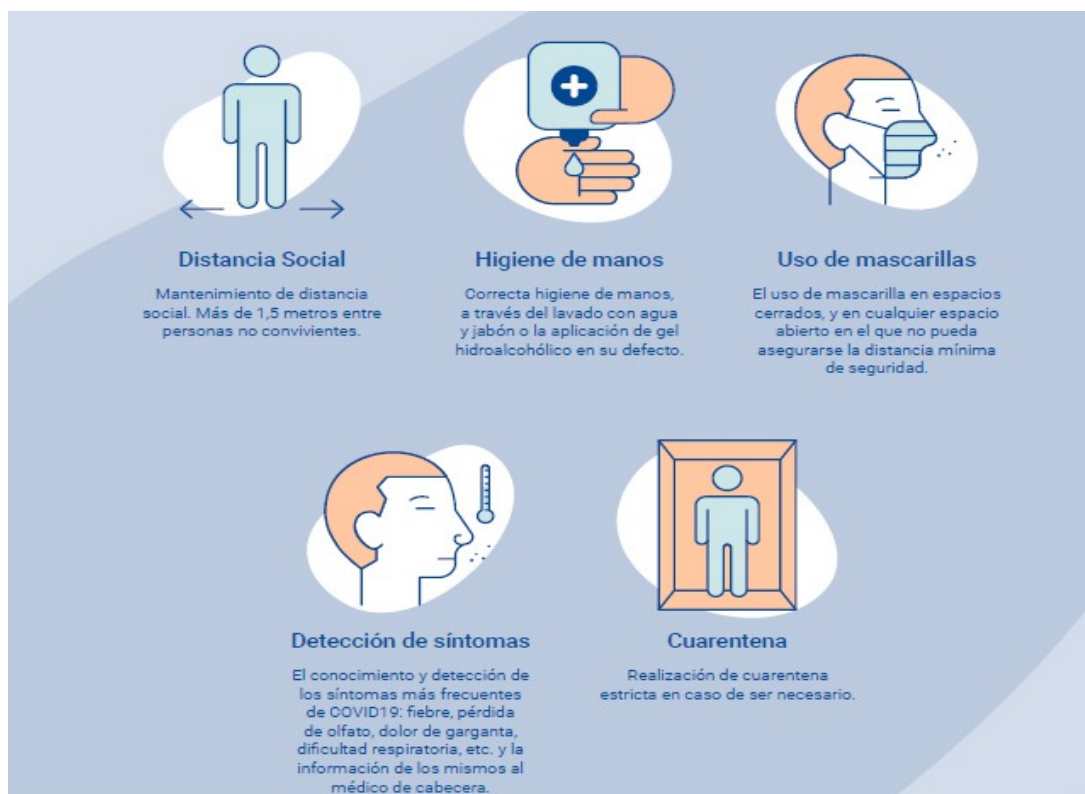 Distancia Social
Mantenimiento de distancia
social. Más de 1,5 metros entre
personas no convivientes.
Higiene de manos
Correcta higiene de manos,
a través del lavado con agua
y jabón o la aplicación de gel
hidroalcohólico en su defecto.
Uso de mascarillas
El uso de mascarilla en espacios
cerrados, y en cualquier espacio
abierto en el que no pueda
asegurarse la distancia mínima
de seguridad.
Detección de síntomas
El conocimiento y detección de
los síntomas más frecuentes
de COVID19: fiebre, pérdida
de olfato, dolor de garganta,
dificultad respiratoria, etc. y la
información de los mismos al
médico de cabecera.
Cuarentena
Realización de cuarentena
estricta en caso de ser necesario.